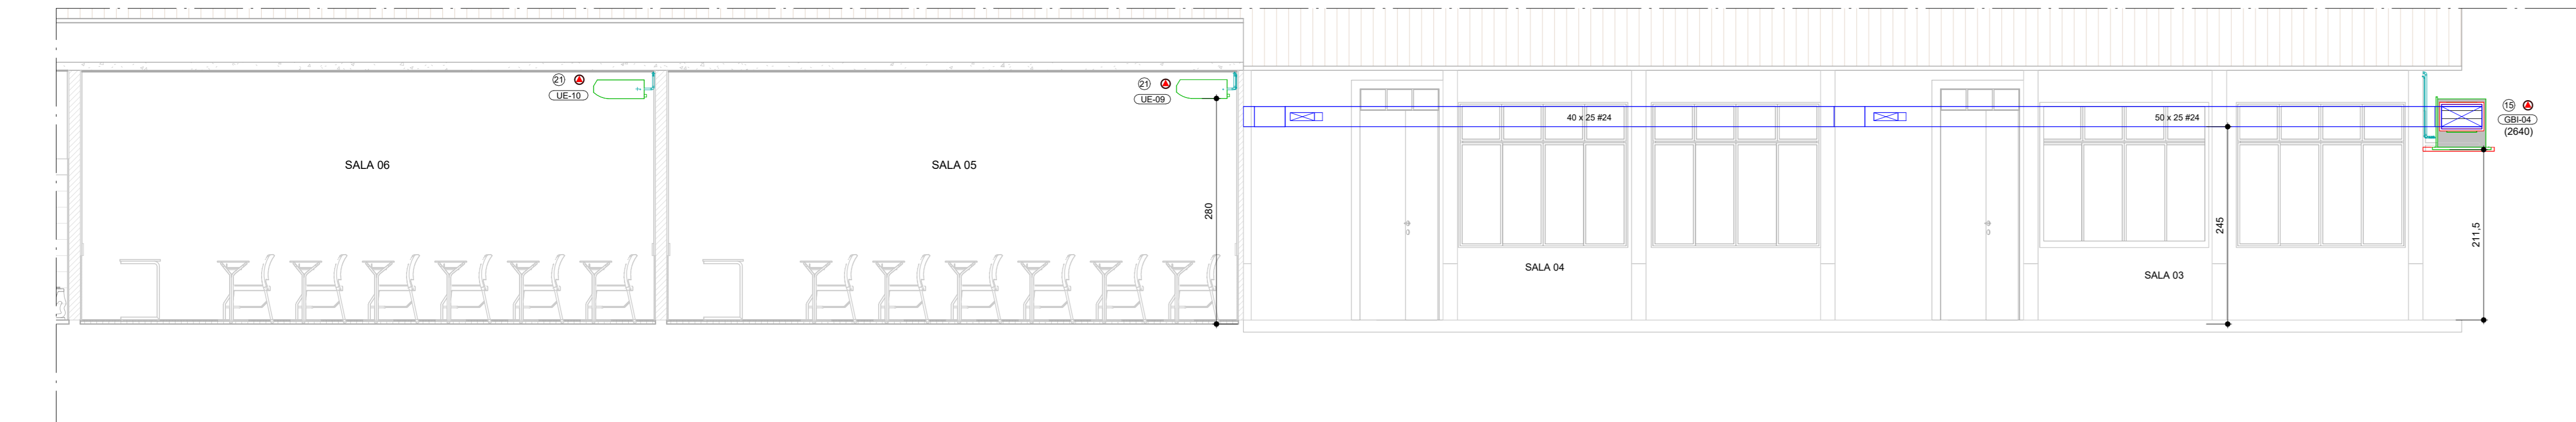 21
UE-10
21
UE-09
40 x 25 #24
50 x 25 #24
15
GBI-04
(2640)
SALA 06
SALA 05
280
245
211,5
SALA 04
SALA 03